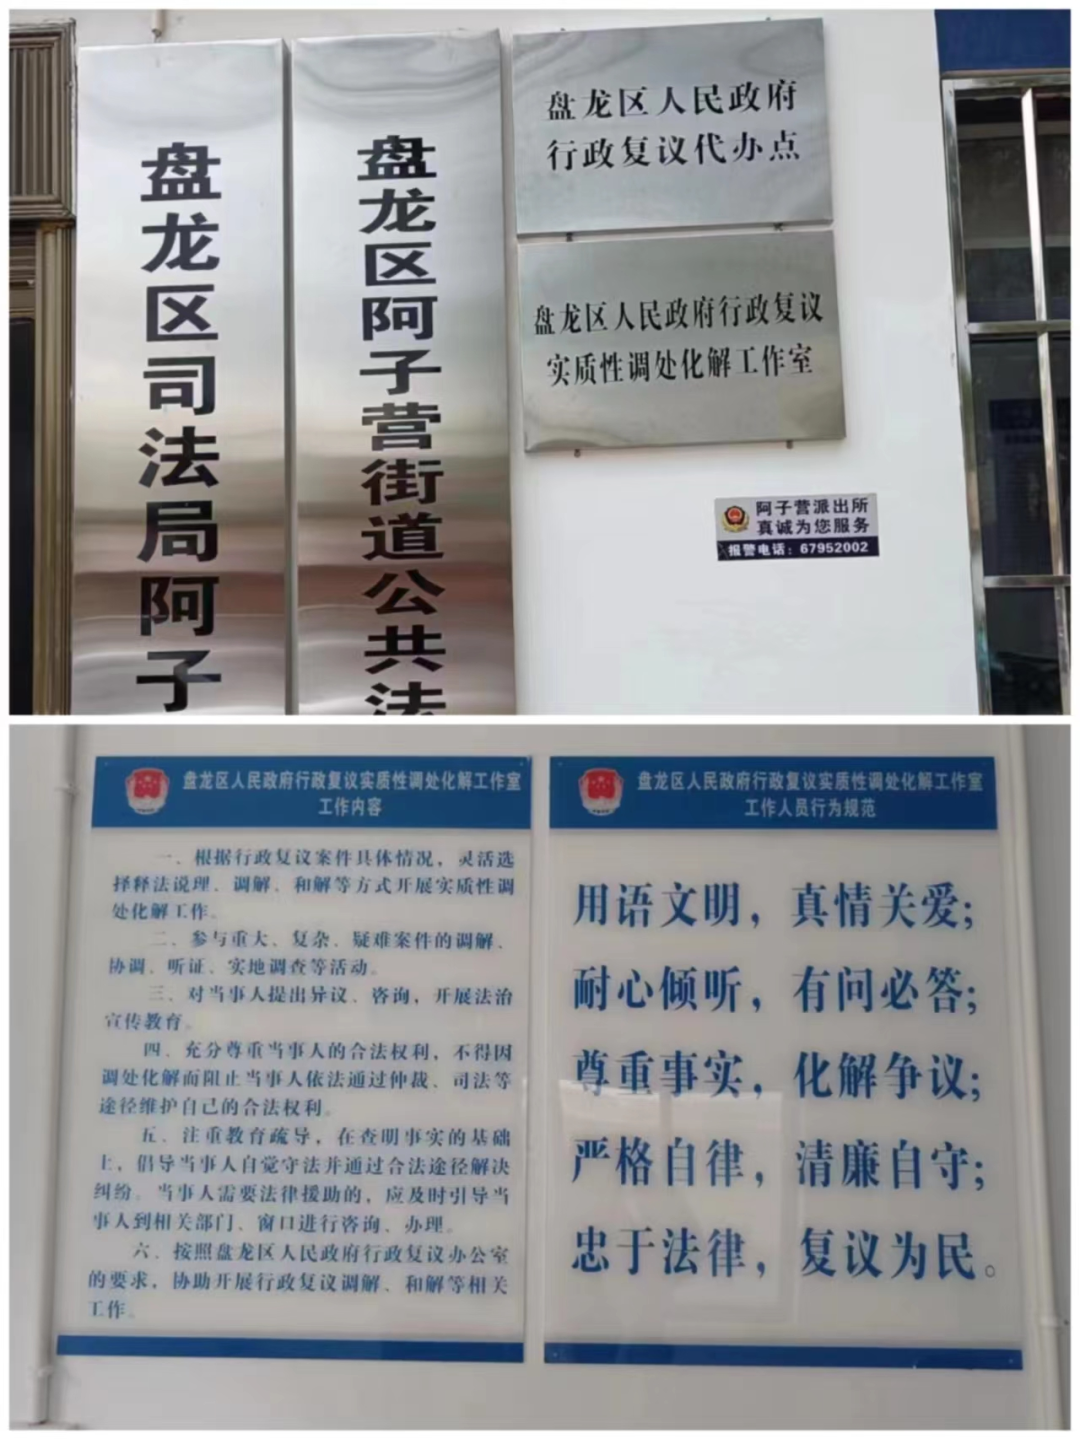 盘龙区司法局阿子
盘龙区阿子营街道公共法
盘龙区人民政府
行政复议代办点
盘龙区人民政府行政复议
实质性调处化解工作室
阿子营派出所
真诚为您服务
报警电话：67952002
盘龙区人民政府行政复议实质性调处化解工作室
工作内容
一、根据行政复议案件具体情况，灵活选
择释法说理、调解、和解等方式开展实质性调
处化解工作。
二、参与重大、复杂、疑难案件的调解、
协调、听证、实地调查等活动。
三、对当事人提出异议、咨询，开展法治
宣传教育。
四、充分尊重当事人的合法权利，不得因
调处化解而阻止当事人依法通过仲裁、司法等
途径维护自己的合法权利。
五、注重教育疏导，在查明事实的基础
上，倡导当事人自觉守法并通过合法途径解决
纠纷。当事人需要法律援助的，应及时引导当
事人到相关部门、窗口进行咨询、办理。
六、按照盘龙区人民政府行政复议办公室
的要求，协助开展行政复议调解、和解等相关
工作。
盘龙区人民政府行政复议实质性调处化解工作室
工作人员行为规范
用语文明，真情关爱；
耐心倾听，有问必答；
尊重事实，化解争议；
严格自律，清廉自守；
忠于法律，复议为民。